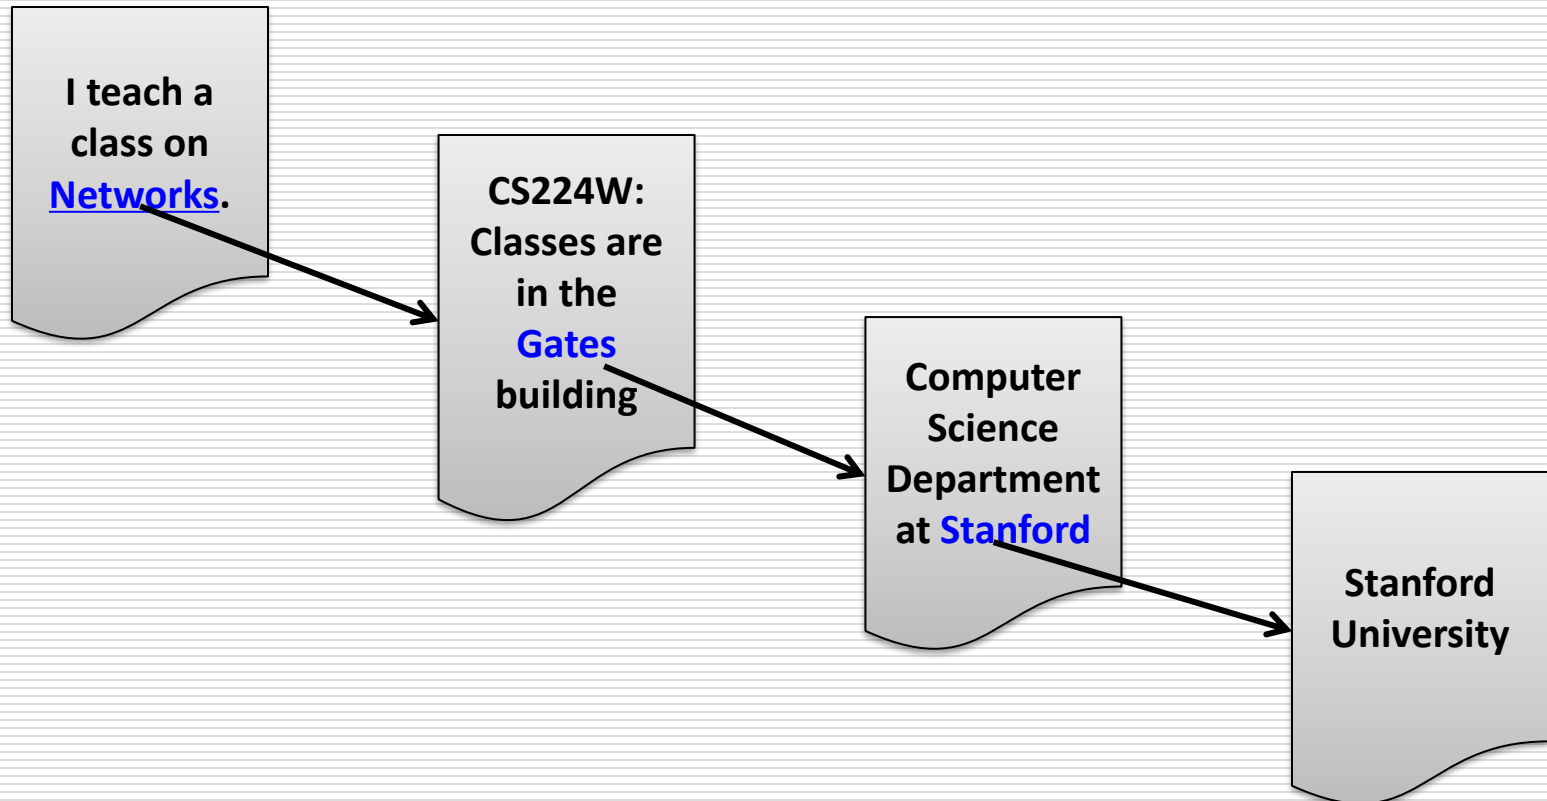 I teach a
class on
Networks.
CS224W:
Classes are
in the
Gates
building
Computer
Science
Department
at Stanford
Stanford
University